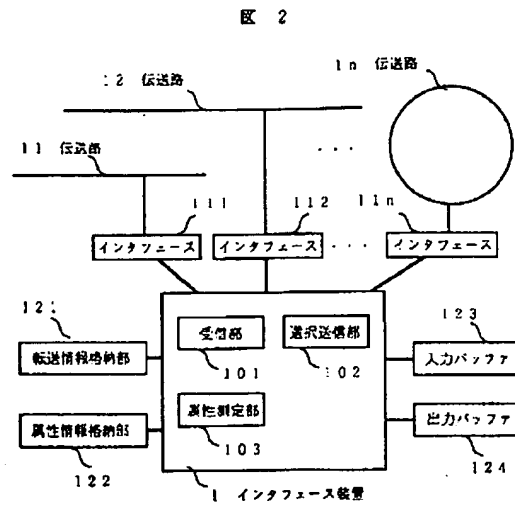 図 2
12 伝送路
1n 伝送路
11 伝送路
...
111
112
11n
インタフェース
インタフェース
...
インタフェース
121
転送情報格納部
受付部
101
選択送信部
102
123
入力バッファ
属性情報格納部
122
属性測定部
103
出力バッファ
124
1 インタフェース装置